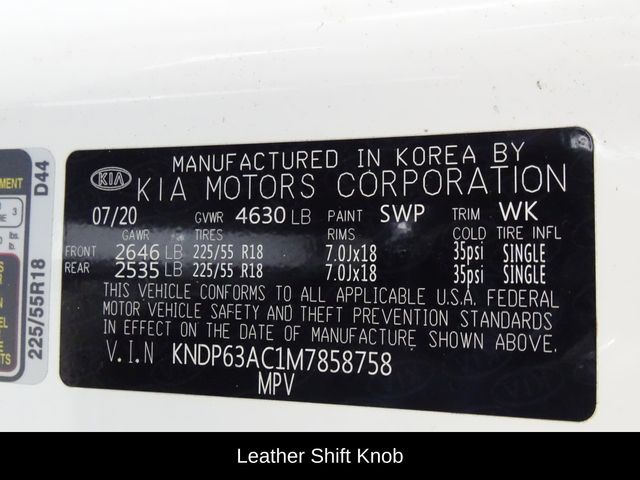 MANUFACTURED IN KOREA BY
KIA KIA MOTORS CORPORATION
07/20 GVWR 4630 LB PAINT SWP TRIM WK
GAWR TIRES RIMS COLD TIRE INFL
FRONT 2646 LB 225/55 R18 7.0Jx18 35psi SINGLE
REAR 2535 LB 225/55 R18 7.0Jx18 35psi SINGLE
THIS VEHICLE CONFORMS TO ALL APPLICABLE U.S.A. FEDERAL
MOTOR VEHICLE SAFETY AND THEFT PREVENTION STANDARDS
IN EFFECT ON THE DATE OF MANUFACTURE SHOWN ABOVE.
V.I.N KNDP63AC1M7858758
MPV
D44
225/55R18
3
Leather Shift Knob